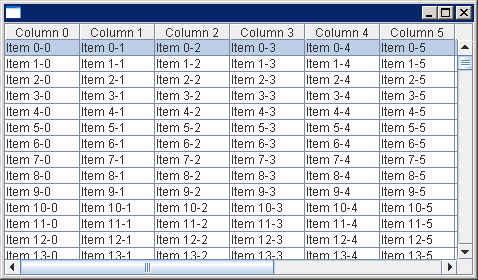 Column 0 Column 1 Column 2 Column 3 Column 4 Column 5
Item 0-0 Item 0-1 Item 0-2 Item 0-3 Item 0-4 Item 0-5
Item 1-0 Item 1-1 Item 1-2 Item 1-3 Item 1-4 Item 1-5
Item 2-0 Item 2-1 Item 2-2 Item 2-3 Item 2-4 Item 2-5
Item 3-0 Item 3-1 Item 3-2 Item 3-3 Item 3-4 Item 3-5
Item 4-0 Item 4-1 Item 4-2 Item 4-3 Item 4-4 Item 4-5
Item 5-0 Item 5-1 Item 5-2 Item 5-3 Item 5-4 Item 5-5
Item 6-0 Item 6-1 Item 6-2 Item 6-3 Item 6-4 Item 6-5
Item 7-0 Item 7-1 Item 7-2 Item 7-3 Item 7-4 Item 7-5
Item 8-0 Item 8-1 Item 8-2 Item 8-3 Item 8-4 Item 8-5
Item 9-0 Item 9-1 Item 9-2 Item 9-3 Item 9-4 Item 9-5
Item 10-0 Item 10-1 Item 10-2 Item 10-3 Item 10-4 Item 10-5
Item 11-0 Item 11-1 Item 11-2 Item 11-3 Item 11-4 Item 11-5
Item 12-0 Item 12-1 Item 12-2 Item 12-3 Item 12-4 Item 12-5
Item 13-0 Item 13-1 Item 13-2 Item 13-3 Item 13-4 Item 13-5